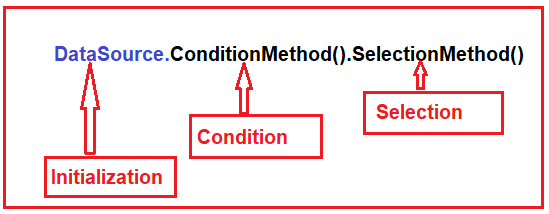 DataSource.ConditionMethod().SelectionMethod()
Selection
Condition
Initialization